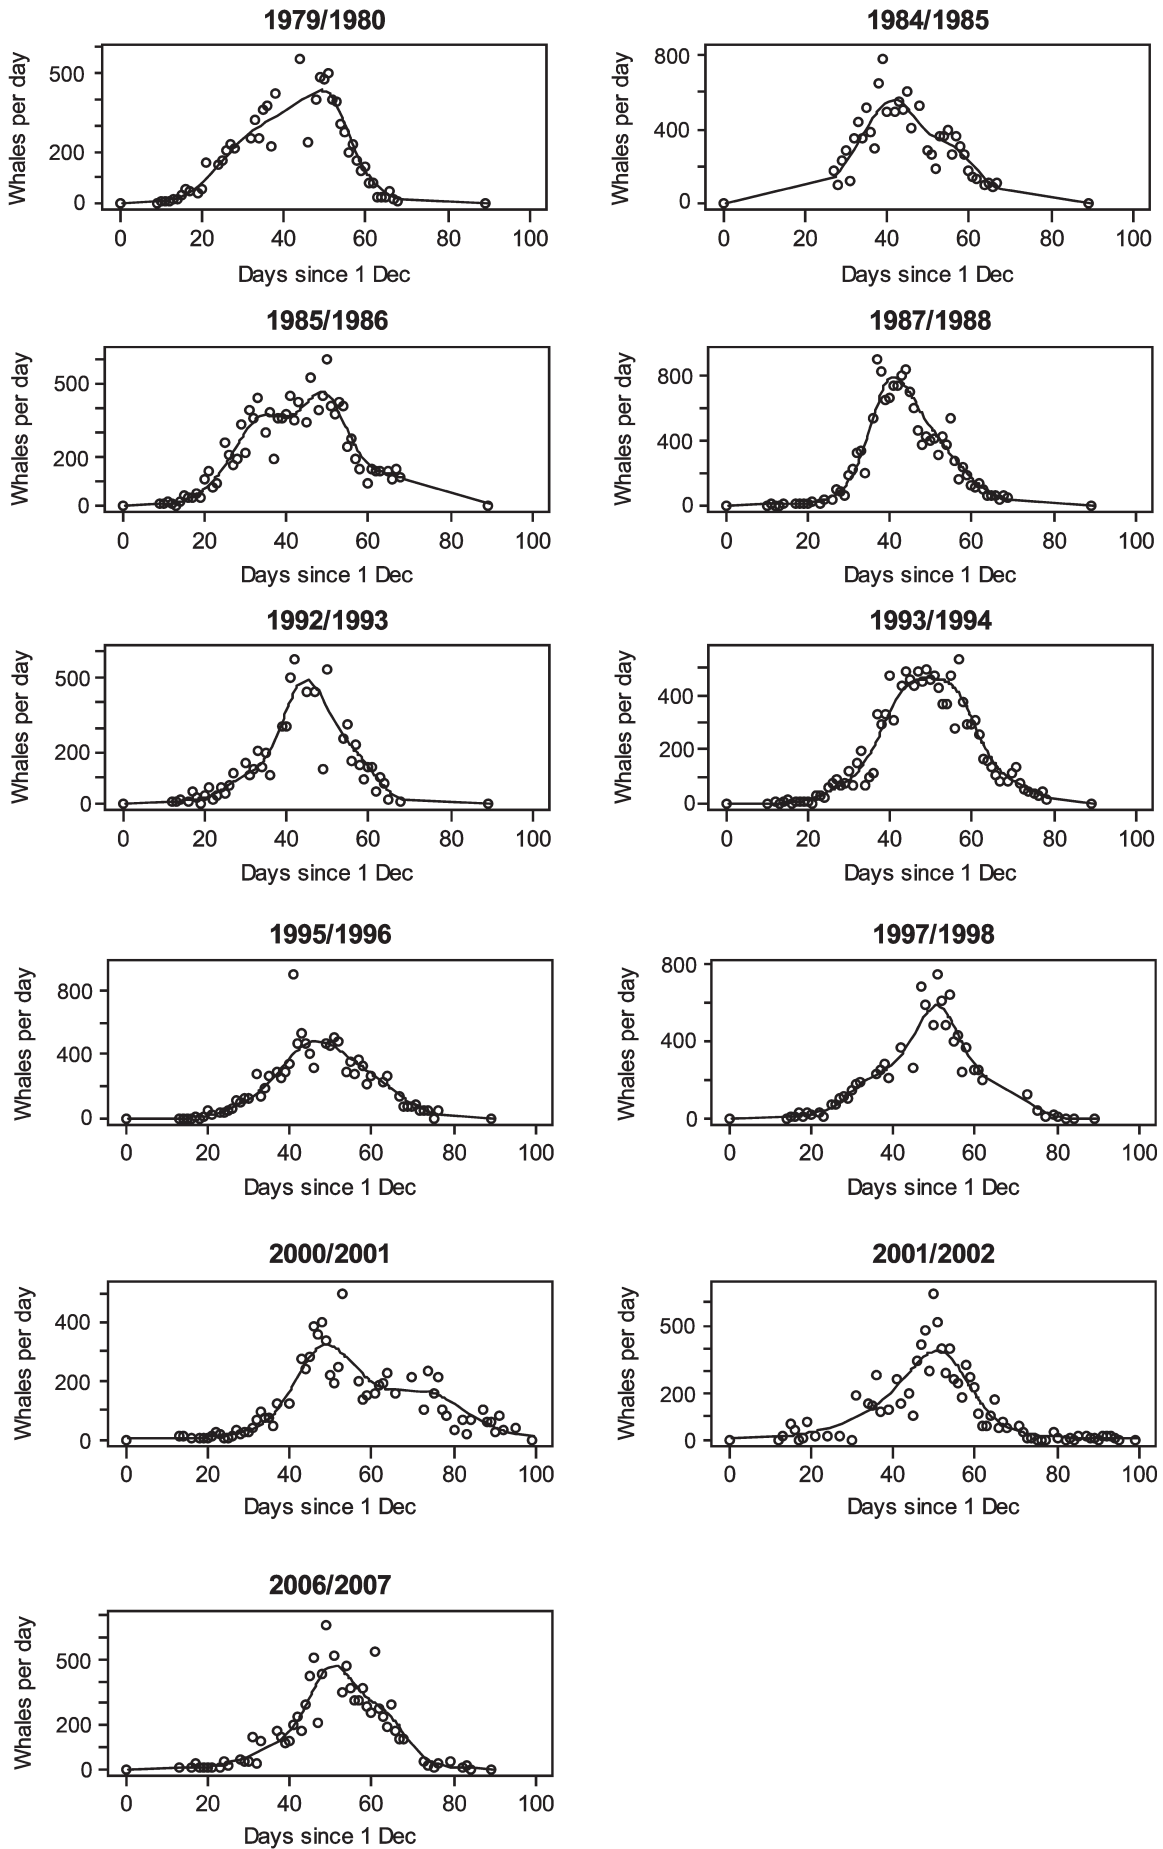 1979/1980
Whales per day
500
200
0
0 20 40 60 80 100
Days since 1 Dec
1984/1985
Whales per day
800
400
0
0 20 40 60 80 100
Days since 1 Dec
1985/1986
Whales per day
500
200
0
0 20 40 60 80 100
Days since 1 Dec
1987/1988
Whales per day
800
400
0
0 20 40 60 80 100
Days since 1 Dec
1992/1993
Whales per day
500
200
0
0 20 40 60 80 100
Days since 1 Dec
1993/1994
Whales per day
400
200
0
0 20 40 60 80 100
Days since 1 Dec
1995/1996
Whales per day
800
400
0
0 20 40 60 80 100
Days since 1 Dec
1997/1998
Whales per day
800
400
0
0 20 40 60 80 100
Days since 1 Dec
2000/2001
Whales per day
400
200
0
0 20 40 60 80 100
Days since 1 Dec
2001/2002
Whales per day
500
200
0
0 20 40 60 80 100
Days since 1 Dec
2006/2007
Whales per day
500
200
0
0 20 40 60 80 100
Days since 1 Dec